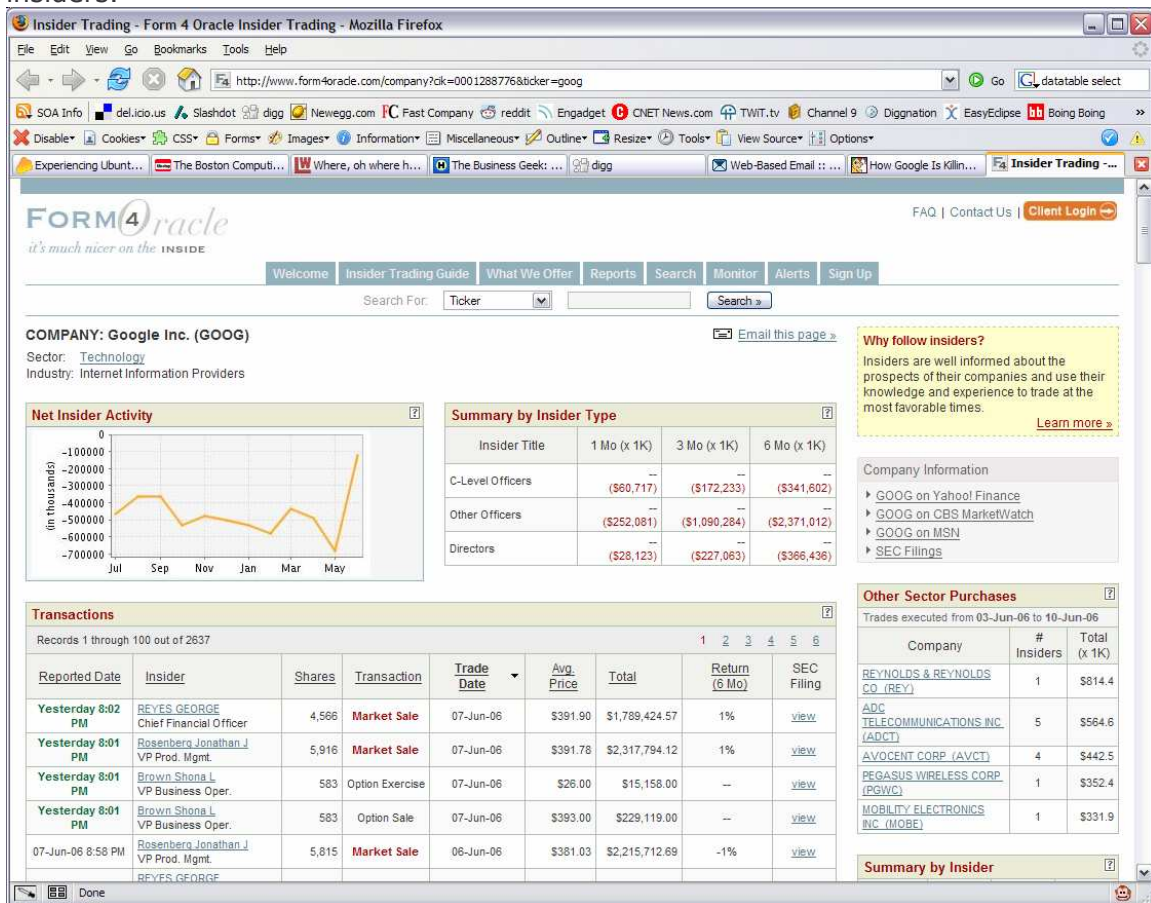 insiders.
Insider Trading - Form 4 Oracle Insider Trading - Mozilla Firefox
File Edit View Go Bookmarks Tools Help
http://www.form4oracle.com/company?cik=0001288776&ticker=goog Go datatable select
SOA Info del.icio.us Slashdot digg Newegg.com Fast Company reddit Engadget CNET News.com TWiT.tv Channel 9 Diggnation EasyEclipse Boing Boing »
Disable Cookies CSS Forms Images Information Miscellaneous Outline Resize Tools View Source Options
Experiencing Ubunt... The Boston Computi... Where, oh where h... The Business Geek: ... digg Web-Based Email :: ... How Google Is Killin... Insider Trading -...
FORM 4 Oracle
it's much nicer on the INSIDE
FAQ | Contact Us | Client Login
Welcome Insider Trading Guide What We Offer Reports Search Monitor Alerts Sign Up
Search For: Ticker Search »
COMPANY: Google Inc. (GOOG)
Email this page »
Sector: Technology
Industry: Internet Information Providers
Why follow insiders?
Insiders are well informed about the
prospects of their companies and use their
knowledge and experience to trade at the
most favorable times.
Learn more »
Net Insider Activity ?
(in thousands)
0
-100000
-200000
-300000
-400000
-500000
-600000
-700000
Jul Sep Nov Jan Mar May
Summary by Insider Type ?
Insider Title 1 Mo (x 1K) 3 Mo (x 1K) 6 Mo (x 1K)
-- -- --
C-Level Officers ($60,717) ($172,233) ($341,602)
-- -- --
Other Officers ($252,081) ($1,090,284) ($2,371,012)
-- -- --
Directors ($28,123) ($227,063) ($366,436)
Company Information
GOOG on Yahoo! Finance
GOOG on CBS MarketWatch
GOOG on MSN
SEC Filings
Transactions ?
Records 1 through 100 out of 2637 1 2 3 4 5 6
Reported Date Insider Shares Transaction Trade Date Avg. Price Total Return (6 Mo) SEC Filing
Yesterday 8:02 PM REYES GEORGE Chief Financial Officer 4,566 Market Sale 07-Jun-06 $391.90 $1,789,424.57 1% view
Yesterday 8:01 PM Rosenberg Jonathan J VP Prod. Mgmt. 5,916 Market Sale 07-Jun-06 $391.78 $2,317,794.12 1% view
Yesterday 8:01 PM Brown Shona L VP Business Oper. 583 Option Exercise 07-Jun-06 $26.00 $15,158.00 -- view
Yesterday 8:01 PM Brown Shona L VP Business Oper. 583 Option Sale 07-Jun-06 $393.00 $229,119.00 -- view
07-Jun-06 8:58 PM Rosenberg Jonathan J VP Prod. Mgmt. 5,815 Market Sale 06-Jun-06 $381.03 $2,215,712.69 -1% view
REYES GEORGE
Other Sector Purchases ?
Trades executed from 03-Jun-06 to 10-Jun-06
Company # Insiders Total (x 1K)
REYNOLDS & REYNOLDS CO (REY) 1 $814.4
ADC TELECOMMUNICATIONS INC (ADCT) 5 $564.6
AVOCENT CORP (AVCT) 4 $442.5
PEGASUS WIRELESS CORP (PGWC) 1 $352.4
MOBILITY ELECTRONICS INC (MOBE) 1 $331.9
Summary by Insider ?
Done